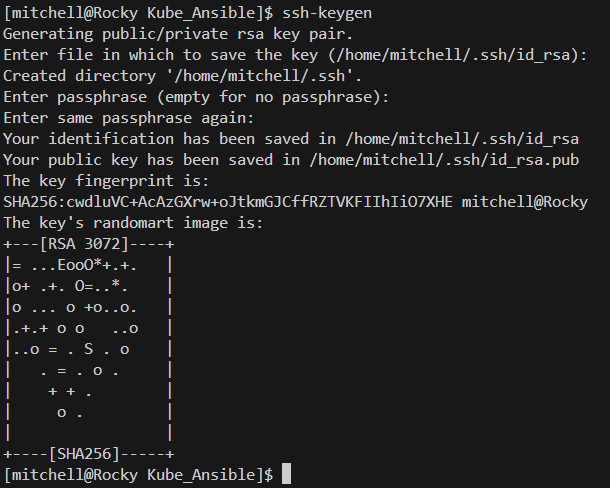 [mitchell@Rocky Kube_Ansible]$ ssh-keygen
Generating public/private rsa key pair.
Enter file in which to save the key (/home/mitchell/.ssh/id_rsa):
Created directory '/home/mitchell/.ssh'.
Enter passphrase (empty for no passphrase):
Enter same passphrase again:
Your identification has been saved in /home/mitchell/.ssh/id_rsa
Your public key has been saved in /home/mitchell/.ssh/id_rsa.pub
The key fingerprint is:
SHA256:cwdluVC+AcAzGXrw+oJtkmGJCffRZTVKFIIhIiO7XHE mitchell@Rocky
The key's randomart image is:
+---[RSA 3072]----+
|= ...EooO*+.+.   |
|o+ .+. O=..*.    |
|o ... o +o..o.   |
|.+.+ o o   ..o   |
|..o = . S . o    |
|   . = . o .     |
|    + + .        |
|     o .         |
|                 |
+----[SHA256]-----+
[mitchell@Rocky Kube_Ansible]$